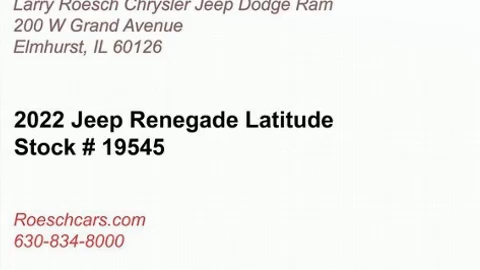 Larry Roesch Chrysler Jeep Dodge Ram
200 W Grand Avenue
Elmhurst, IL 60126
2022 Jeep Renegade Latitude
Stock # 19545
Roeschcars.com
630-834-8000